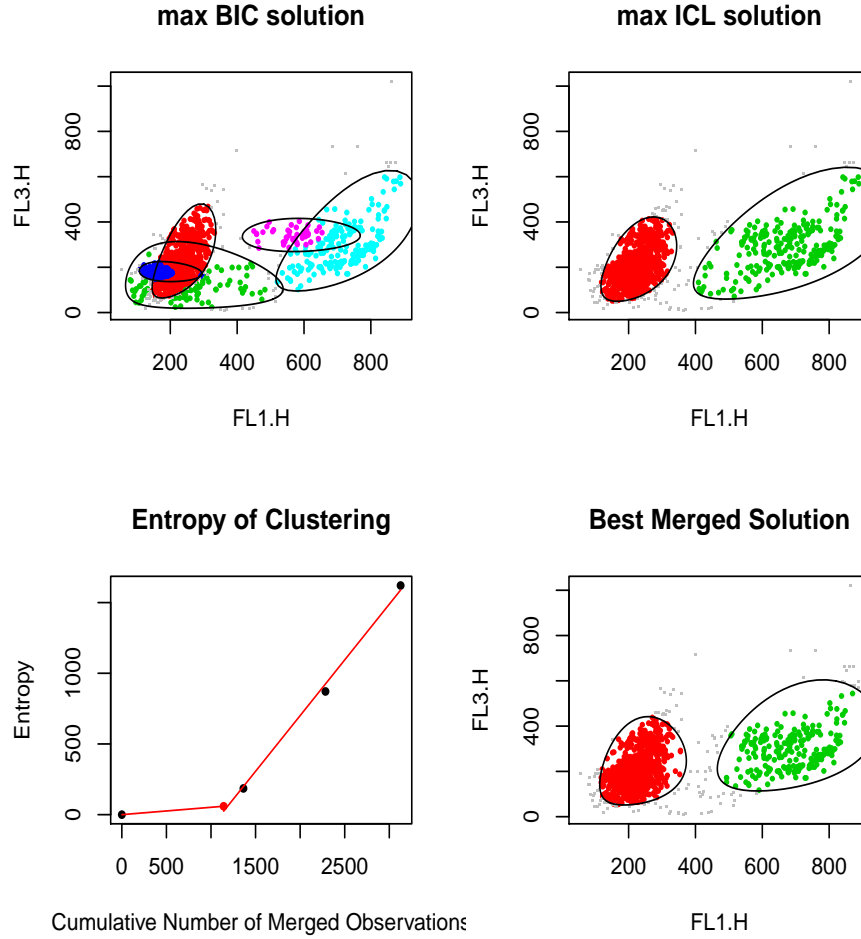 max BIC solution
FL3.H
0 400 800
200 400 600 800
FL1.H
max ICL solution
FL3.H
0 400 800
200 400 600 800
FL1.H
Entropy of Clustering
Entropy
0 500 1000
0 500 1500 2500
Cumulative Number of Merged Observations
Best Merged Solution
FL3.H
0 400 800
200 400 600 800
FL1.H